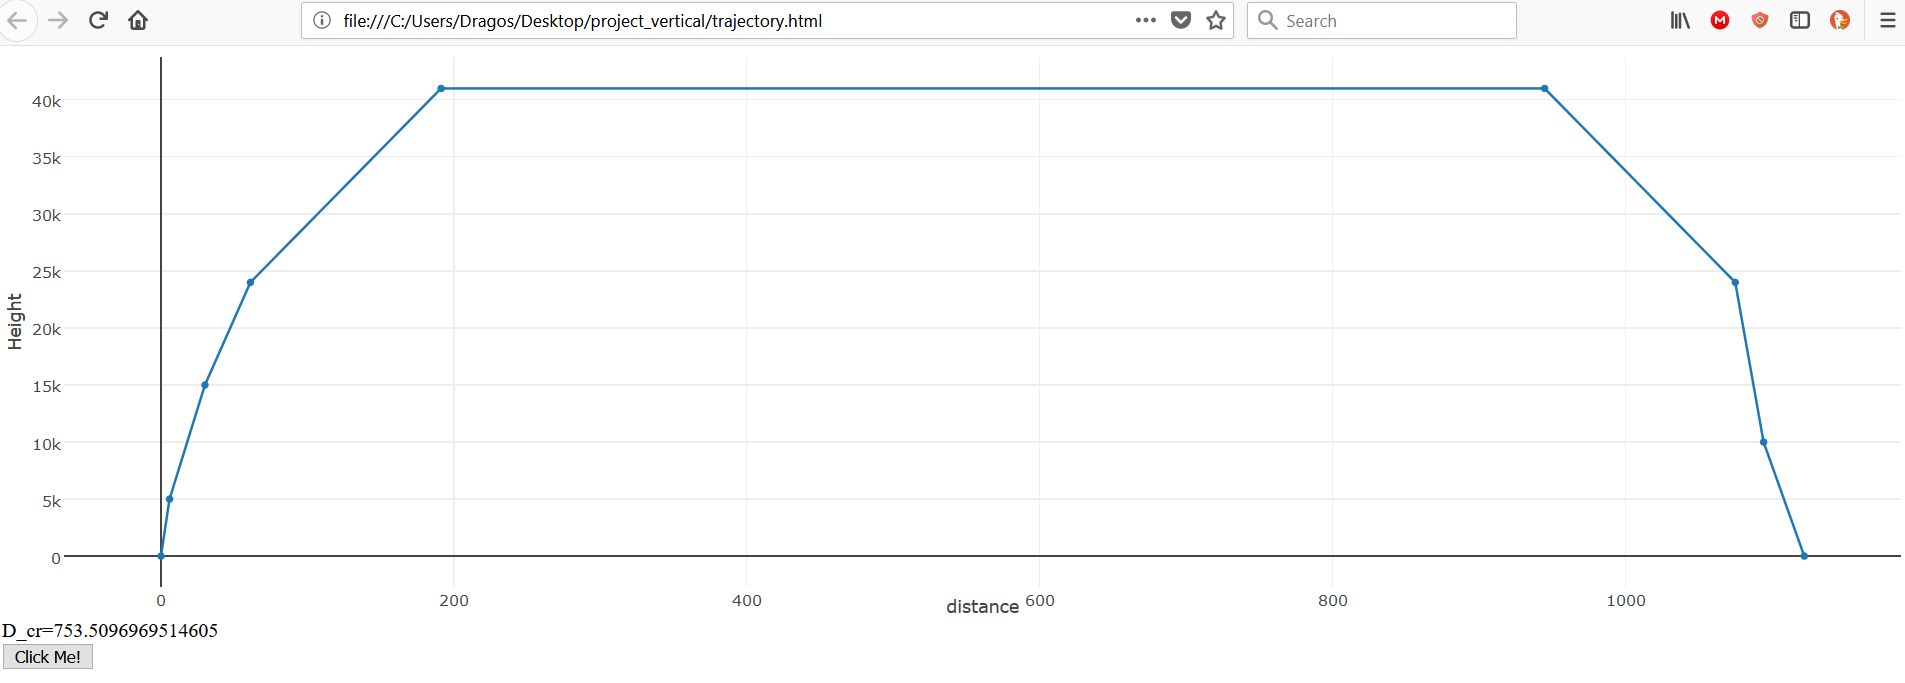 file:///C:/Users/Dragos/Desktop/project_vertical/trajectory.html
Search
M
40k
35k
30k
25k
20k
15k
10k
5k
0
Height
0 200 400 600 800 1000
distance
D_cr=753.5096969514605
Click Me!